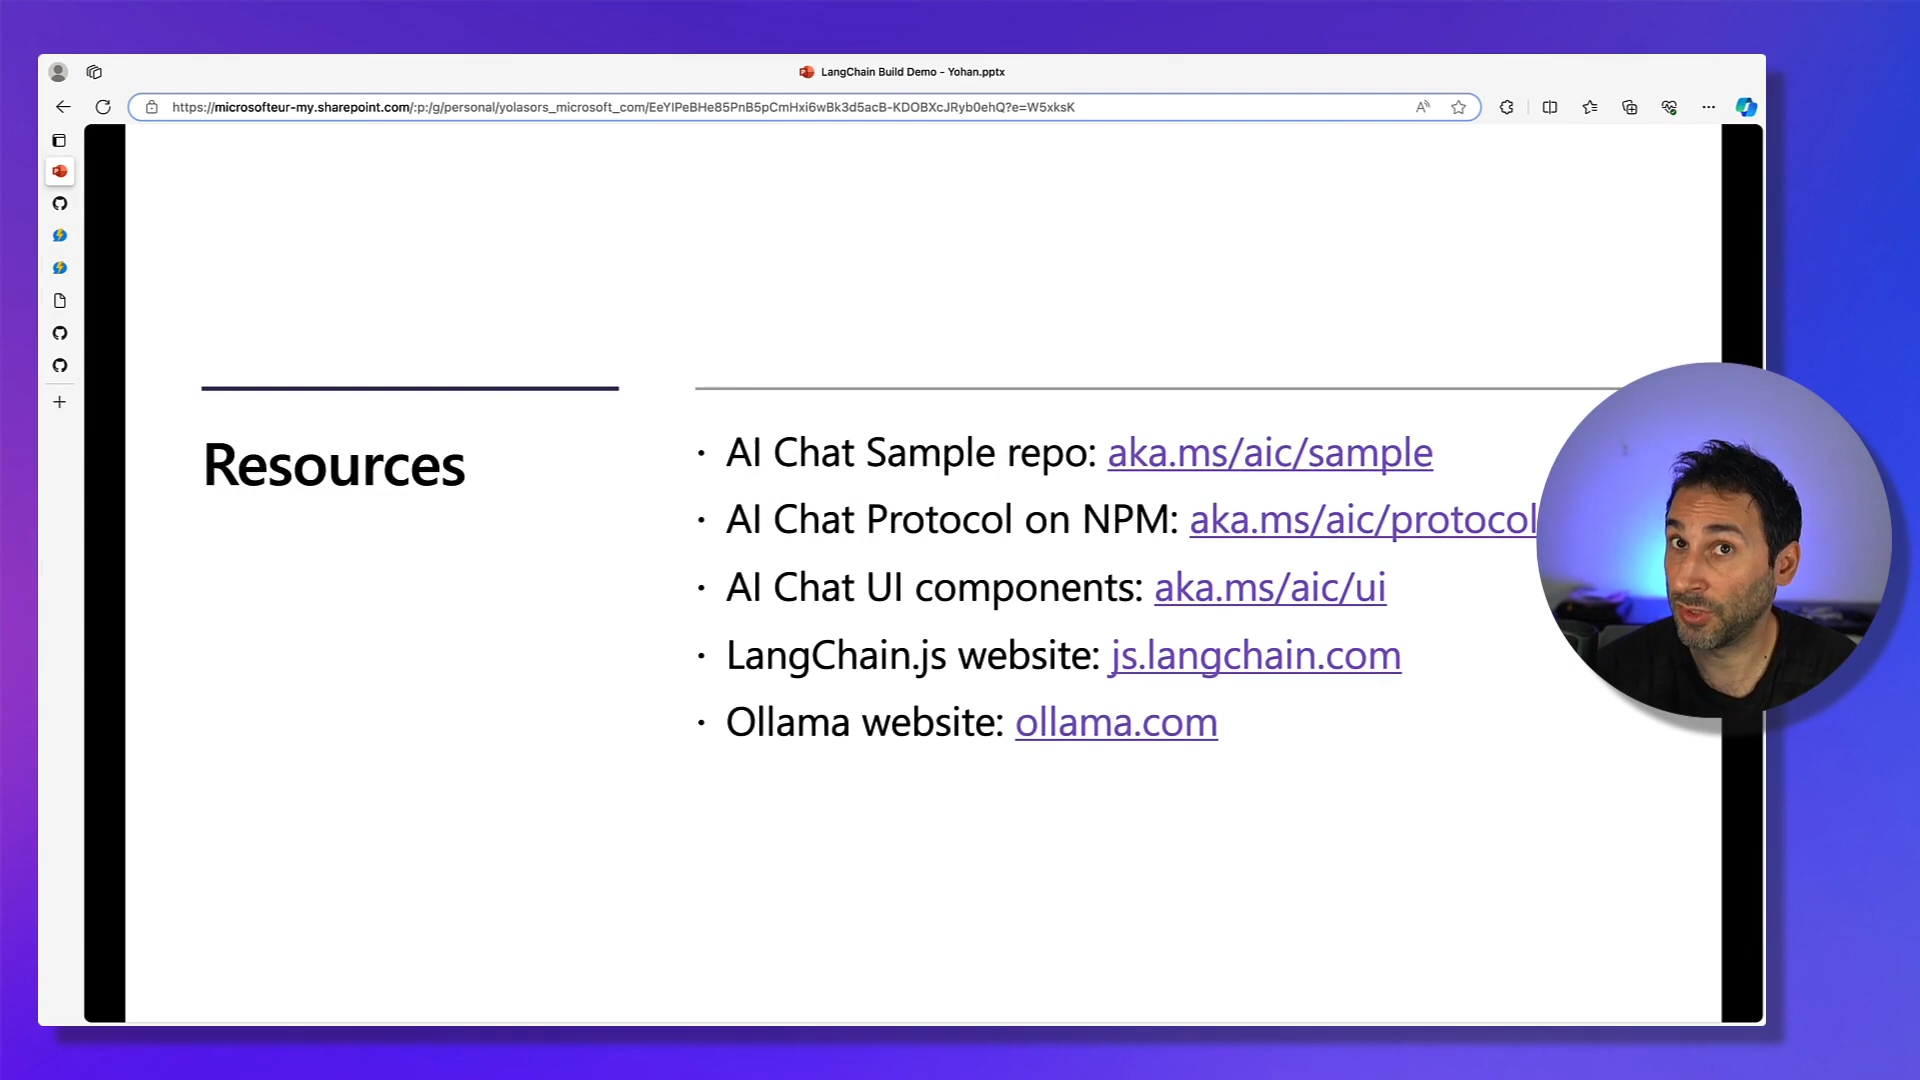 LangChain Build Demo - Yohan.pptx
https://microsofteur-my.sharepoint.com/:p:/g/personal/yolasors_microsoft_com/EeYIPeBHe85PnB5pCmHxi6wBk3d5acB-KDOBXcJRyb0ehQ?e=W5xksK
Resources
· AI Chat Sample repo: aka.ms/aic/sample
· AI Chat Protocol on NPM: aka.ms/aic/protocol
· AI Chat UI components: aka.ms/aic/ui
· LangChain.js website: js.langchain.com
· Ollama website: ollama.com